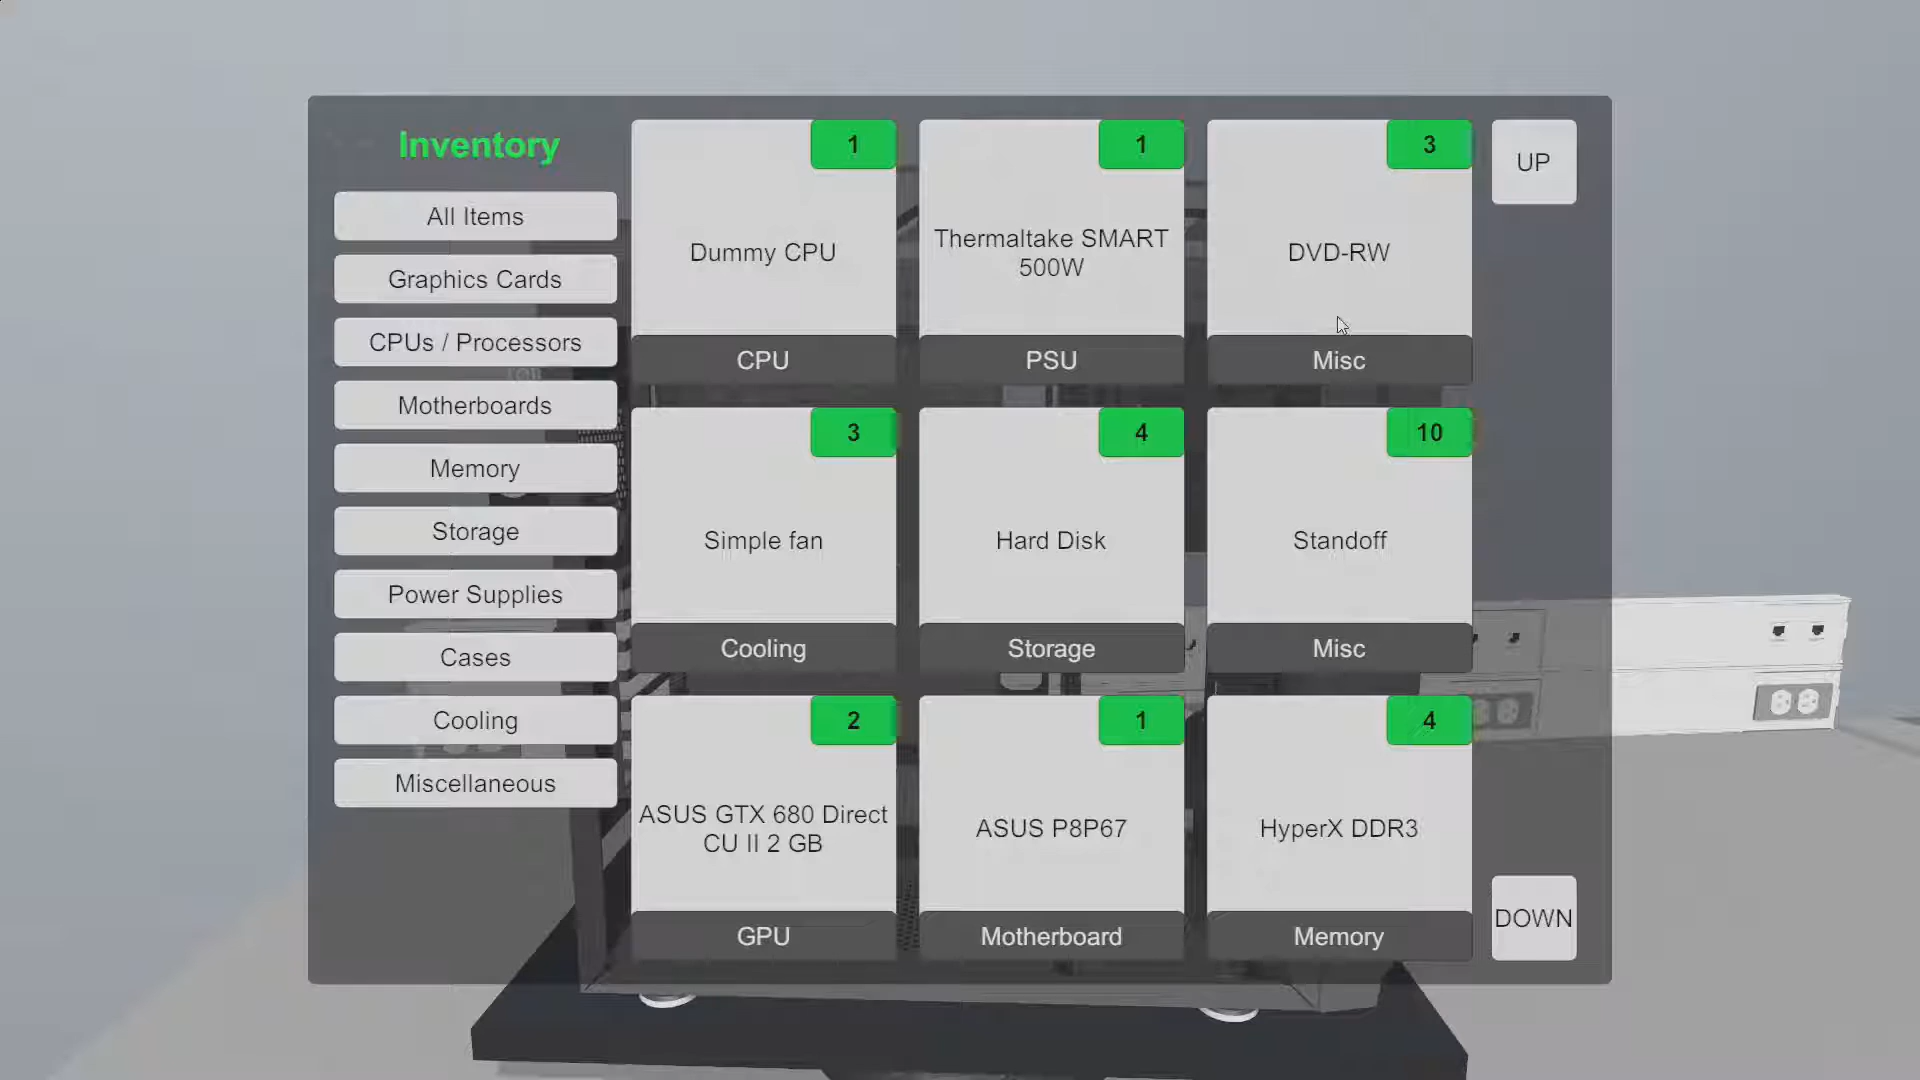 Inventory
All Items
Graphics Cards
CPUs / Processors
Motherboards
Memory
Storage
Power Supplies
Cases
Cooling
Miscellaneous
1
Dummy CPU
CPU
1
Thermaltake SMART
500W
PSU
3
DVD-RW
Misc
3
Simple fan
Cooling
4
Hard Disk
Storage
10
Standoff
Misc
2
ASUS GTX 680 Direct
CU II 2 GB
GPU
1
ASUS P8P67
Motherboard
4
HyperX DDR3
Memory
UP
DOWN